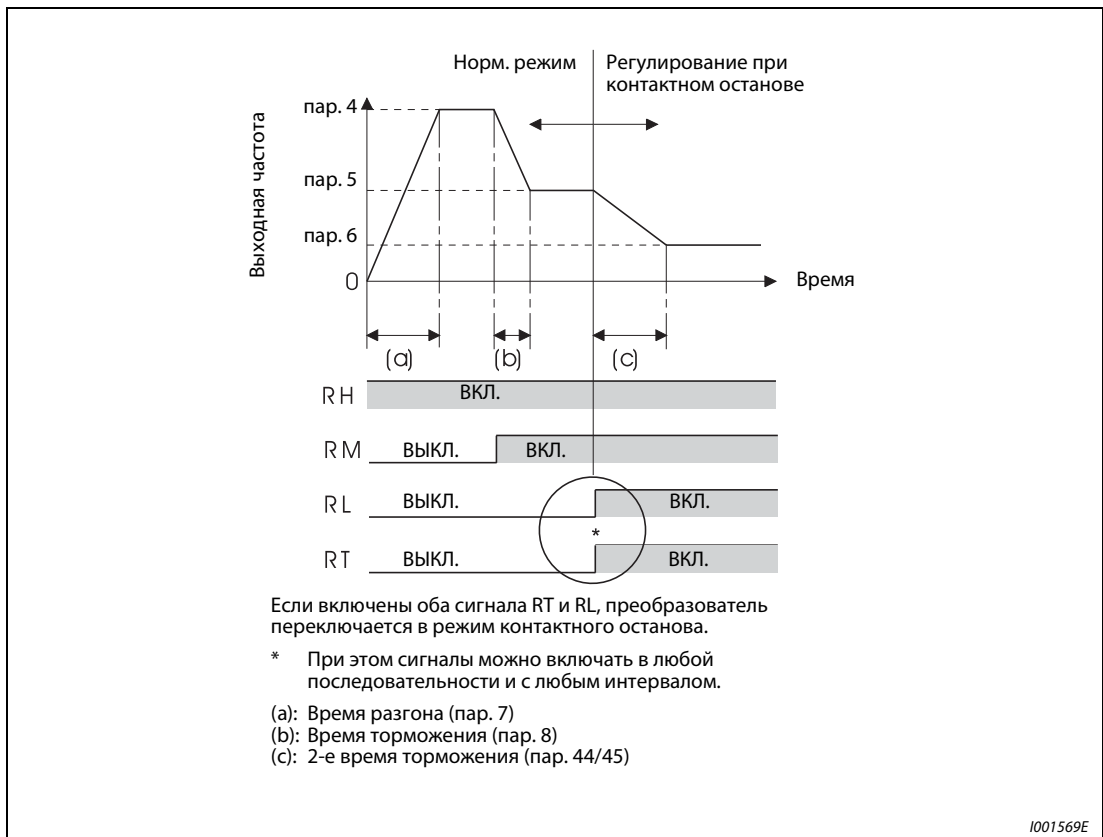 Норм. режим
Регулирование при
контактном останове
Выходная частота
пар. 4
пар. 5
пар. 6
0
Время
(a)
(b)
(c)
RH
ВКЛ.
RM
ВЫКЛ.
ВКЛ.
RL
ВЫКЛ.
ВКЛ.
*
RT
ВЫКЛ.
ВКЛ.
Если включены оба сигнала RT и RL, преобразователь
переключается в режим контактного останова.
* При этом сигналы можно включать в любой
последовательности и с любым интервалом.
(a): Время разгона (пар. 7)
(b): Время торможения (пар. 8)
(c): 2-е время торможения (пар. 44/45)
I001569E